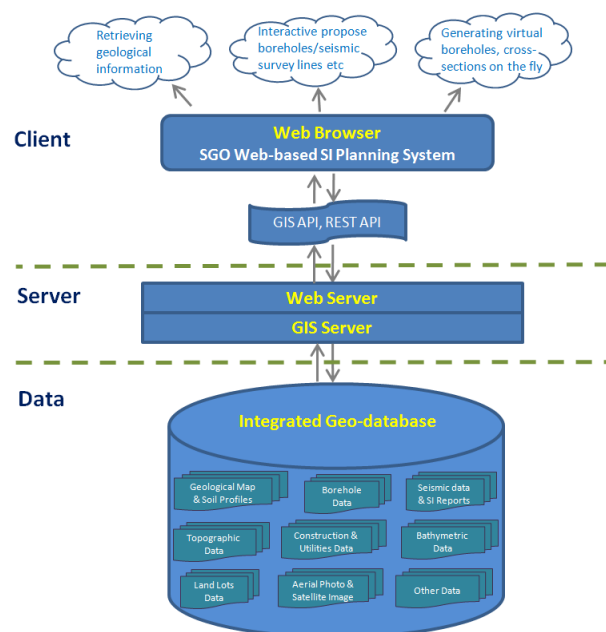 Retrieving
geological
information
Interactive propose
boreholes/seismic
survey lines etc
Generating virtual
boreholes, cross-
sections on the fly
Client
Web Browser
SGO Web-based SI Planning System
GIS API, REST API
Server
Web Server
GIS Server
Data
Integrated Geo-database
Geological Map
& Soil Profiles
Borehole
Data
Seismic data
& SI Reports
Topographic
Data
Construction &
Utilities Data
Bathymetric
Data
Land Lots
Data
Aerial Photo &
Satellite Image
Other Data